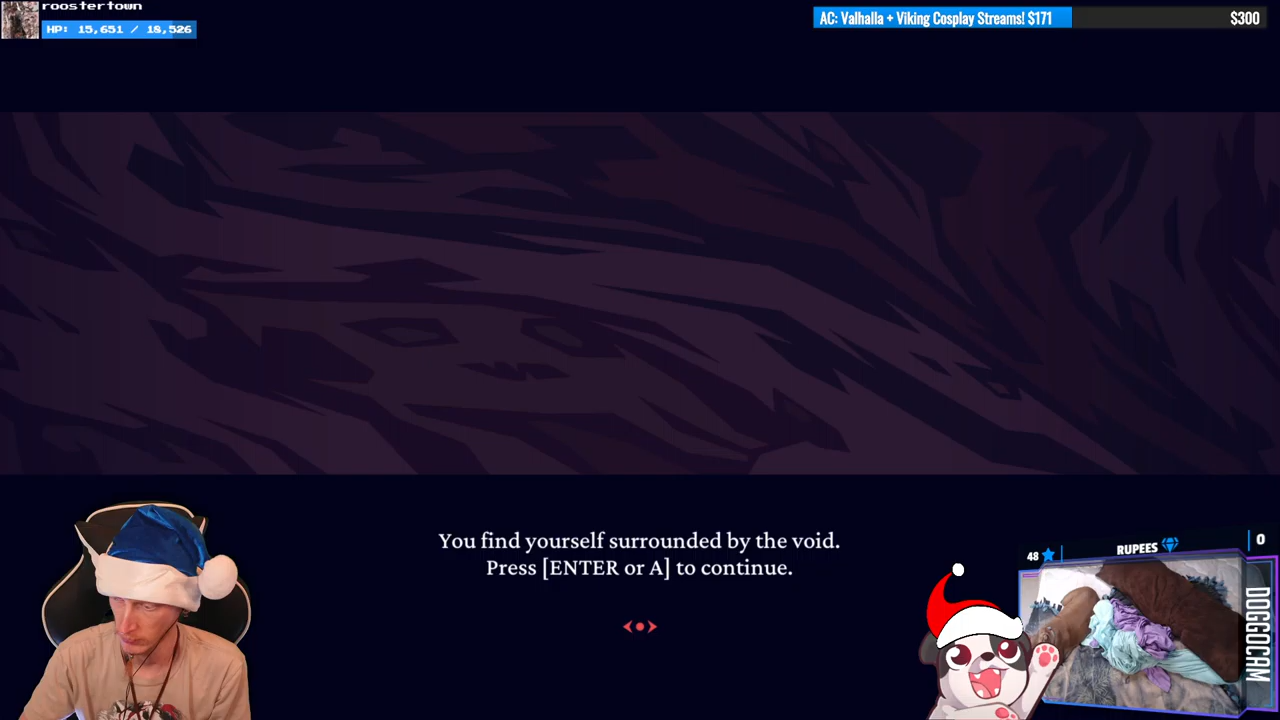 roostertown
HP: 15,651 / 18,526
AC: Valhalla + Viking Cosplay Streams! $171
$300
You find yourself surrounded by the void.
Press [ENTER or A] to continue.
48
RUPEES
0
DOGGOCAM